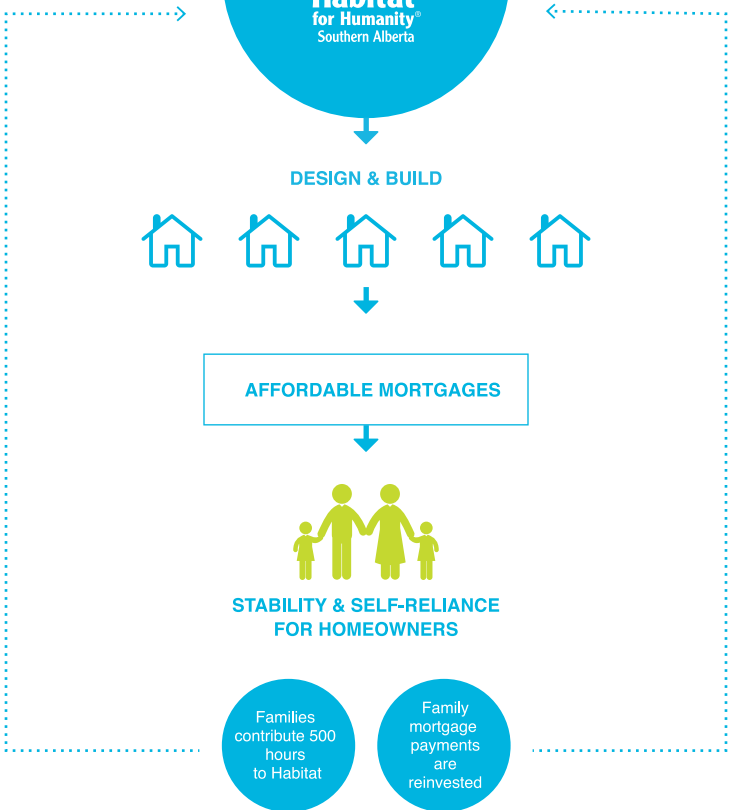 Habitat
for Humanity®
Southern Alberta
DESIGN & BUILD
AFFORDABLE MORTGAGES
STABILITY & SELF-RELIANCE
FOR HOMEOWNERS
Families
contribute 500
hours
to Habitat
Family
mortgage
payments
are
reinvested